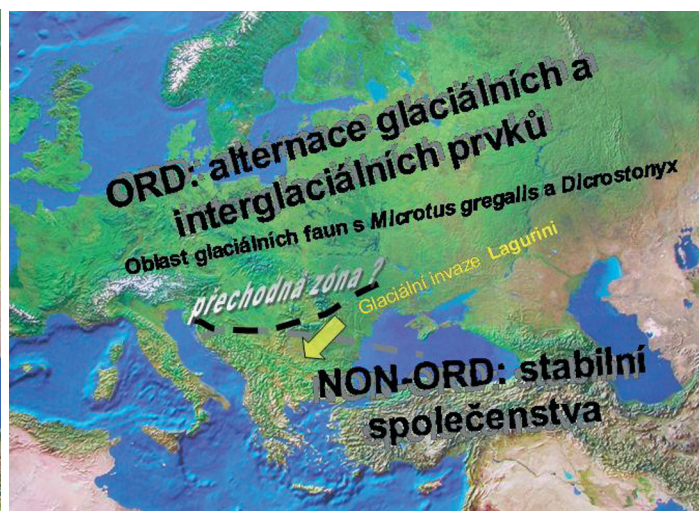 ORD: alternace glaciálních a
interglaciálních prvků
Oblast glaciálních faun s Microtus gregalis a Dicrostonyx
přechodná zóna ?
Glaciální invaze Lagurini
NON-ORD: stabilní
společenstva